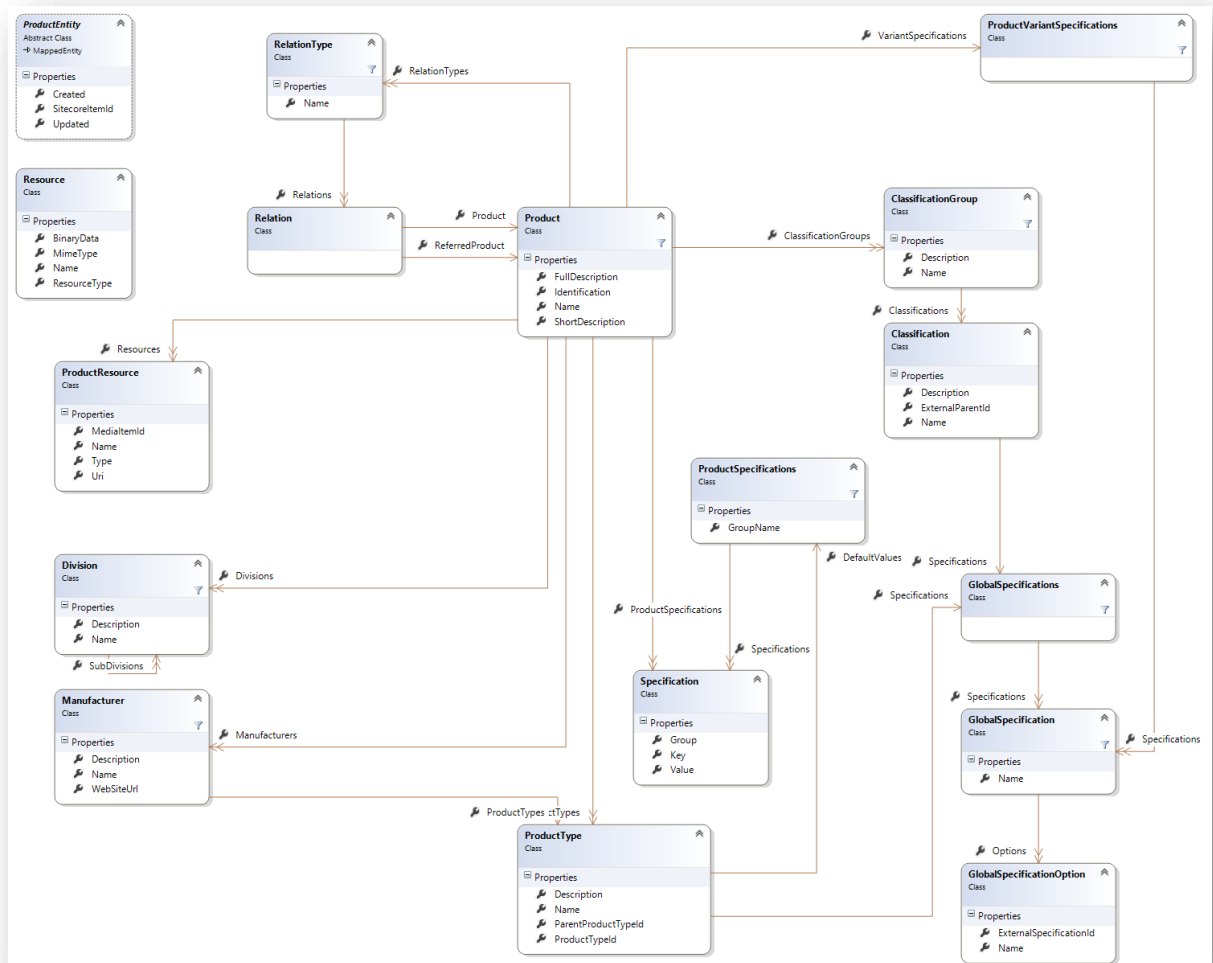 ProductEntity
Abstract Class
MappedEntity
Properties
Created
SitecoreItemId
Updated
Resource
Class
Properties
BinaryData
MimeType
Name
ResourceType
RelationType
Class
Properties
Name
RelationTypes
Relations
Relation
Class
Product
ReferredProduct
Product
Class
Properties
FullDescription
Identification
Name
ShortDescription
VariantSpecifications
ProductVariantSpecifications
Class
ClassificationGroups
ClassificationGroup
Class
Properties
Description
Name
Classifications
Classification
Class
Properties
Description
ExternalParentId
Name
Resources
ProductResource
Class
Properties
MediaItemId
Name
Type
Uri
ProductSpecifications
Class
Properties
GroupName
DefaultValues
Specifications
Specifications
GlobalSpecifications
Class
Division
Class
Properties
Description
Name
Divisions
SubDivisions
ProductSpecifications
Specifications
Specification
Class
Properties
Group
Key
Value
Manufacturer
Class
Properties
Description
Name
WebSiteUrl
Manufacturers
Specifications
GlobalSpecification
Class
Properties
Name
Specifications
ProductTypes
ProductType
Class
Properties
Description
Name
ParentProductTypeId
ProductTypeId
Options
GlobalSpecificationOption
Class
Properties
ExternalSpecificationId
Name